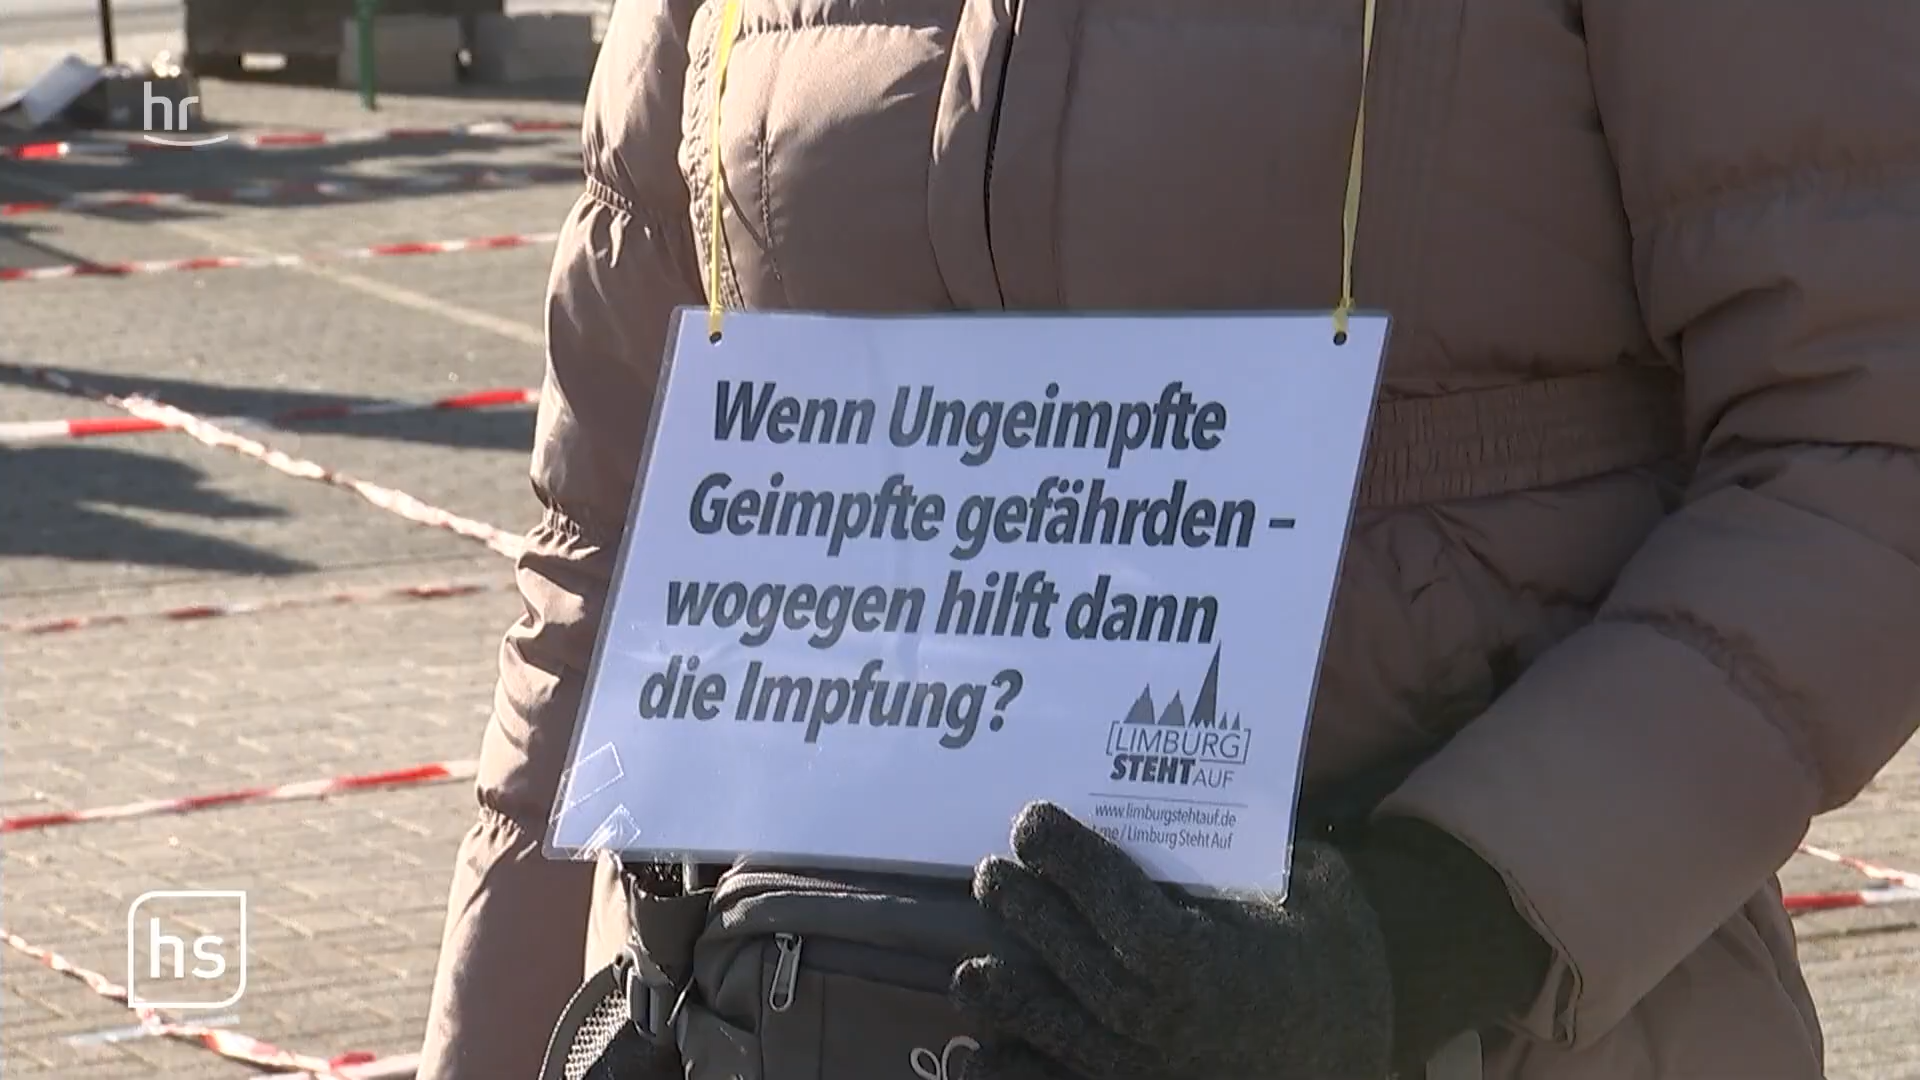 hr
Wenn Ungeimpfte
Geimpfte gefährden –
wogegen hilft dann
die Impfung?
[LIMBURG]
STEHT AUF
www.limburgstehtauf.de
t.me / Limburg Steht Auf
hs